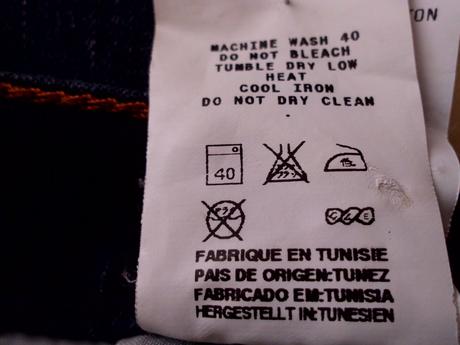 TON
MACHINE WASH 40
DO NOT BLEACH
TUMBLE DRY LOW
HEAT
COOL IRON
DO NOT DRY CLEAN
40
FABRIQUE EN TUNISIE
PAIS DE ORIGEN:TUNEZ
FABRICADO EM:TUNISIA
HERGESTELLT IN:TUNESIEN